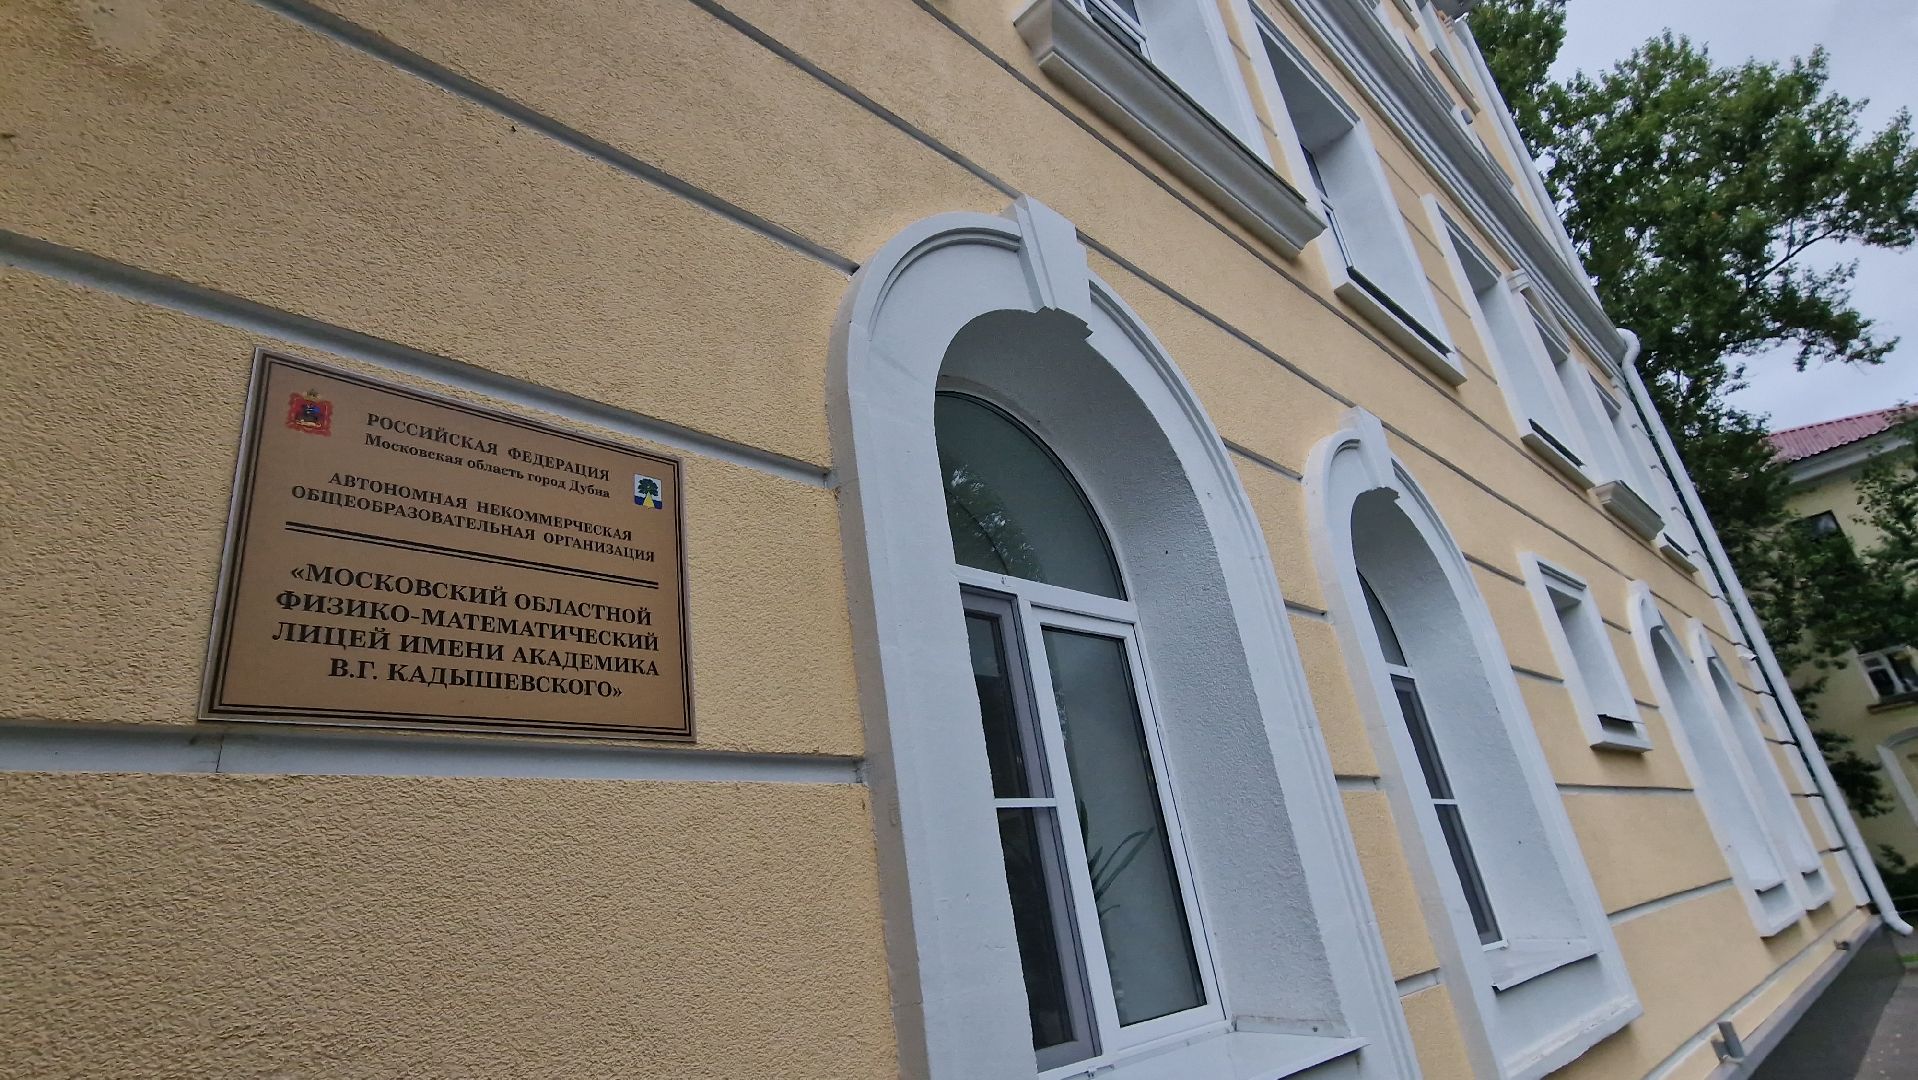 РОССИЙСКАЯ ФЕДЕРАЦИЯ
Московская область город Дубна
АВТОНОМНАЯ НЕКОММЕРЧЕСКАЯ
ОБЩЕОБРАЗОВАТЕЛЬНАЯ ОРГАНИЗАЦИЯ
«МОСКОВСКИЙ ОБЛАСТНОЙ
ФИЗИКО-МАТЕМАТИЧЕСКИЙ
ЛИЦЕЙ ИМЕНИ АКАДЕМИКА
В.Г. КАДЫШЕВСКОГО»